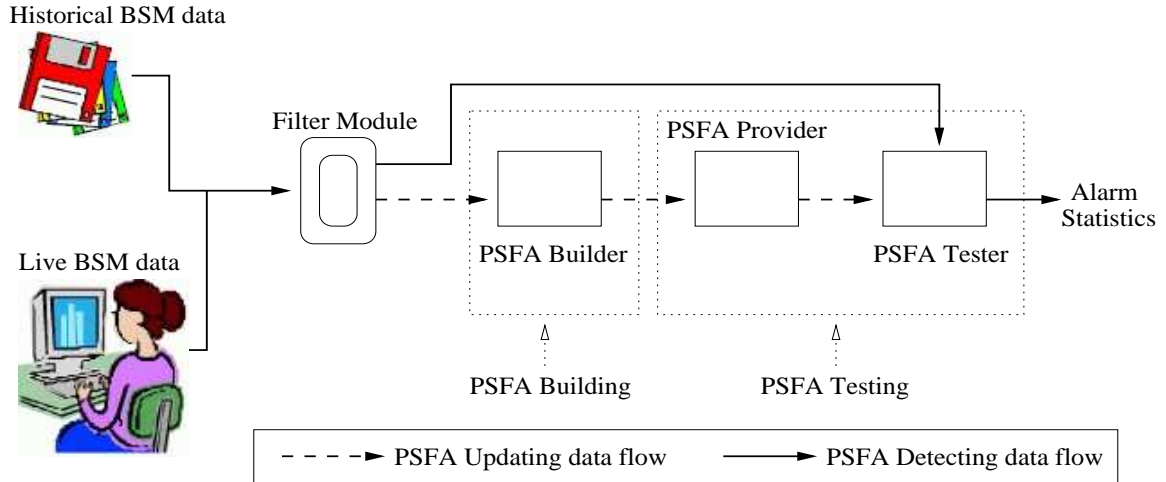 Historical BSM data
Filter Module
PSFA Provider
Alarm
Statistics
PSFA Builder
PSFA Tester
Live BSM data
PSFA Building
PSFA Testing
PSFA Updating data flow
PSFA Detecting data flow